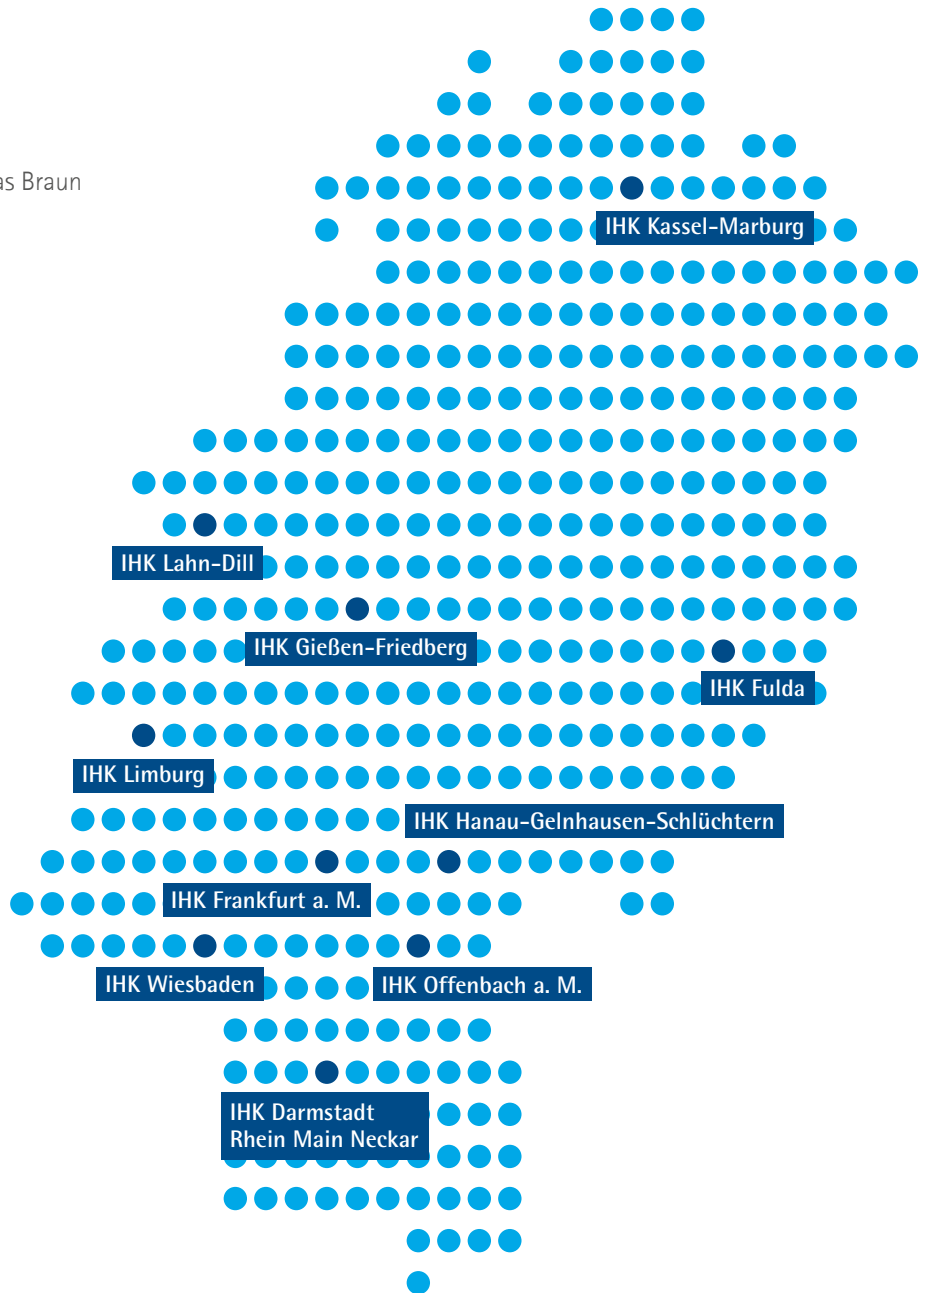 as Braun
IHK Kassel-Marburg
IHK Lahn-Dill
IHK Gießen-Friedberg
IHK Fulda
IHK Limburg
IHK Hanau-Gelnhausen-Schlüchtern
IHK Frankfurt a. M.
IHK Wiesbaden
IHK Offenbach a. M.
IHK Darmstadt
Rhein Main Neckar